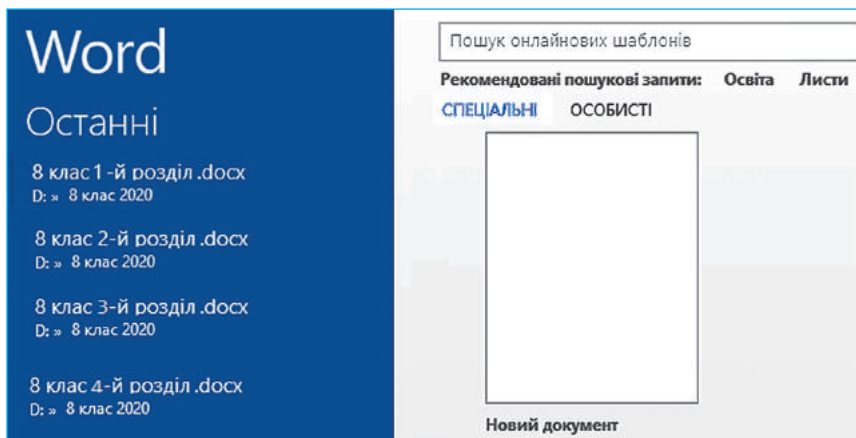 Word
Останні
8 клас 1-й розділ.docx
D: » 8 клас 2020
8 клас 2-й розділ.docx
D: » 8 клас 2020
8 клас 3-й розділ.docx
D: » 8 клас 2020
8 клас 4-й розділ.docx
D: » 8 клас 2020
Пошук онлайнових шаблонів
Рекомендовані пошукові запити: Освіта Листи
СПЕЦІАЛЬНІ ОСОБИСТІ
Новий документ